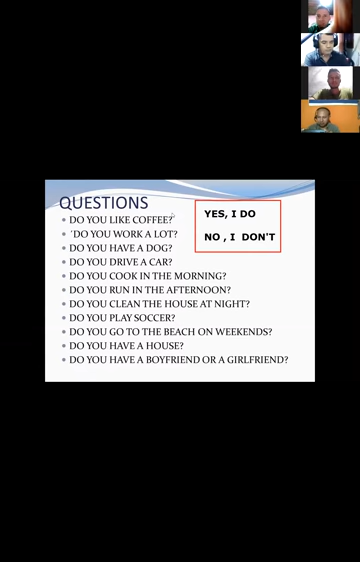 QUESTIONS
DO YOU LIKE COFFEE?
´DO YOU WORK A LOT?
DO YOU HAVE A DOG?
DO YOU DRIVE A CAR?
DO YOU COOK IN THE MORNING?
DO YOU RUN IN THE AFTERNOON?
DO YOU CLEAN THE HOUSE AT NIGHT?
DO YOU PLAY SOCCER?
DO YOU GO TO THE BEACH ON WEEKENDS?
DO YOU HAVE A HOUSE?
DO YOU HAVE A BOYFRIEND OR A GIRLFRIEND?
YES, I DO
NO , I DON'T